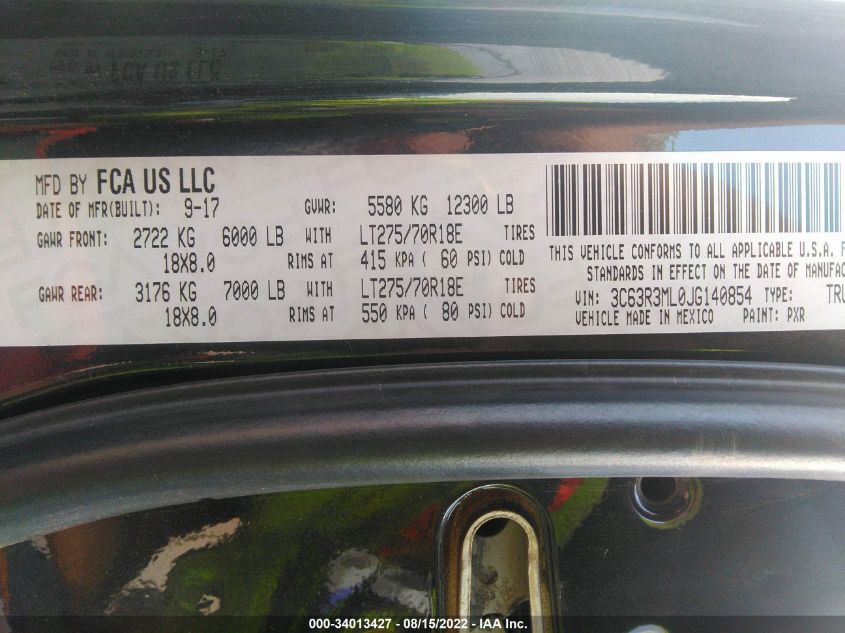 MFD BY FCA US LLC
DATE OF MFR(BUILT): 9-17 GVWR: 5580 KG 12300 LB
GAWR FRONT: 2722 KG 6000 LB WITH LT275/70R18E TIRES
18X8.0 RIMS AT 415 KPA ( 60 PSI) COLD
GAWR REAR: 3176 KG 7000 LB WITH LT275/70R18E TIRES
18X8.0 RIMS AT 550 KPA ( 80 PSI) COLD
THIS VEHICLE CONFORMS TO ALL APPLICABLE U.S.A. F
STANDARDS IN EFFECT ON THE DATE OF MANUFAC
VIN: 3C63R3ML0JG140854 TYPE: TRU
VEHICLE MADE IN MEXICO PAINT: PXR
000-34013427 - 08/15/2022 - IAA Inc.